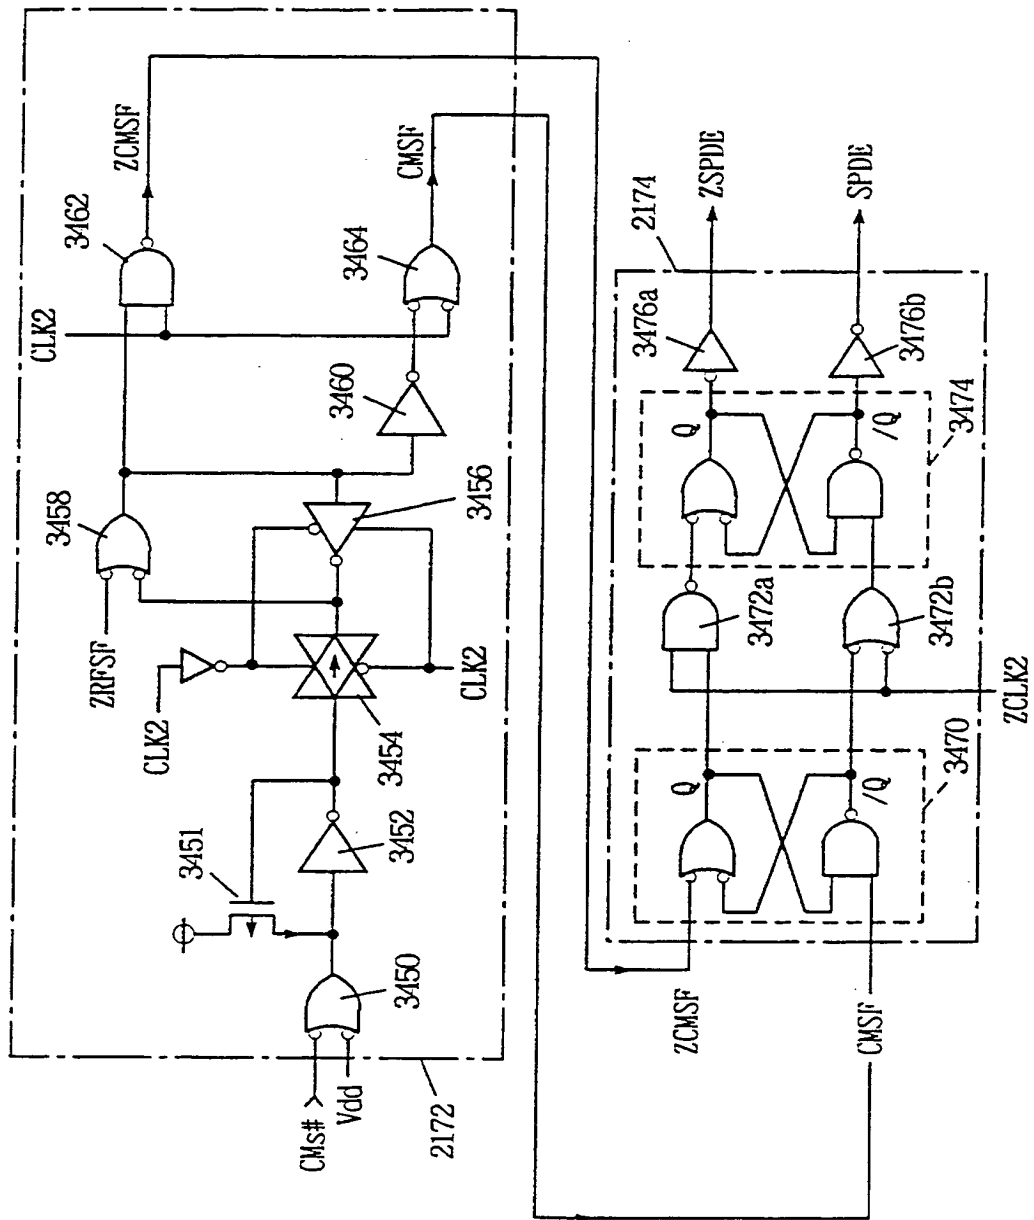 ZCMSF
3462
CLK2
CMSF
3464
3460
3458
ZRFSF
CLK2
3456
CLK2
3454
3451
3452
3450
CMs#
Vdd
2172
ZSPDE
2174
SPDE
3476a
3476b
Q
/Q
3474
3472a
3472b
ZCLK2
Q
/Q
3470
ZCMSF
CMSF